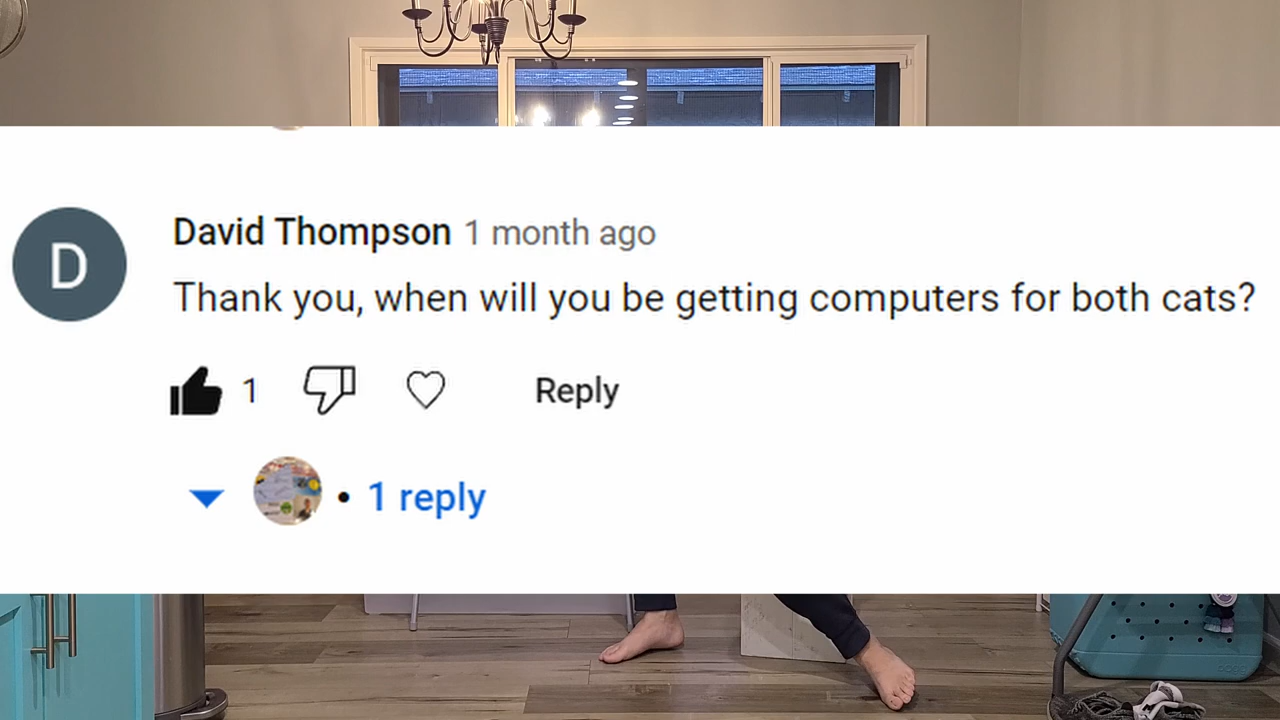 D
David Thompson 1 month ago
Thank you, when will you be getting computers for both cats?
1
Reply
• 1 reply